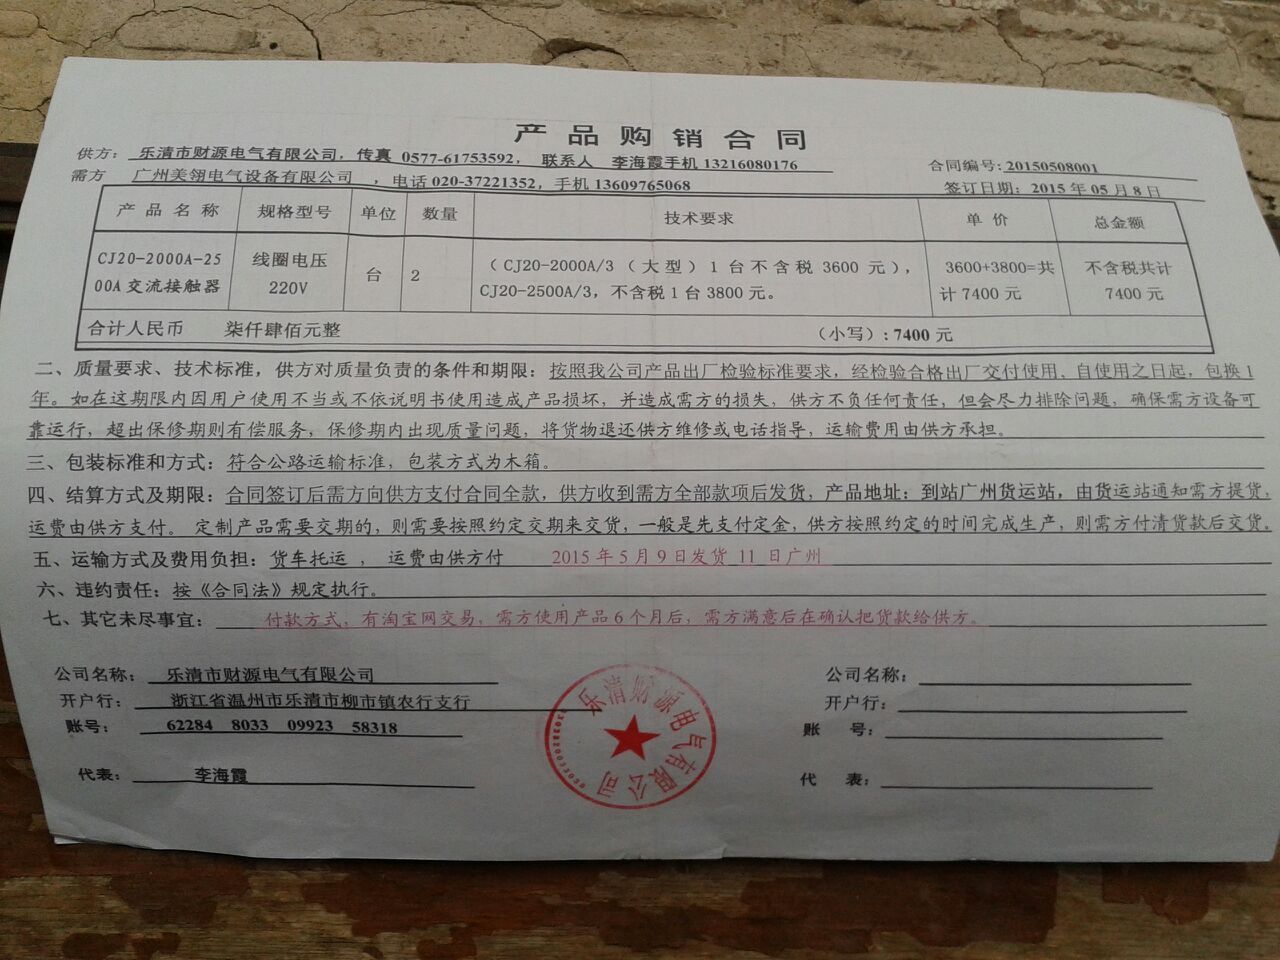 产品购销合同
供方： 乐清市财源电气有限公司，传真 0577-61753592， 联系人 李海霞手机 13216080176
合同编号：20150508001
需方 广州美翎电气设备有限公司 ，电话 020-37221352，手机 13609765068
签订日期：2015 年 05 月 8 日
产 品 名 称 规格型号 单位 数量 技术要求 单 价 总金额
CJ20-2000A-25 线圈电压 台 2 （CJ20-2000A/3（大型）1 台不含税 3600 元）， 3600+3800=共 不含税共计
00A 交流接触器 220V CJ20-2500A/3，不含税 1 台 3800 元。 计 7400 元 7400 元
合计人民币 柒仟肆佰元整 （小写）: 7400 元
二、质量要求、技术标准，供方对质量负责的条件和期限：按照我公司产品出厂检验标准要求，经检验合格出厂交付使用、自使用之日起，包换 1
年。如在这期限内因用户使用不当或不依说明书使用造成产品损坏，并造成需方的损失，供方不负任何责任，但会尽力排除问题，确保需方设备可
靠运行，超出保修期则有偿服务，保修期内出现质量问题，将货物退还供方维修或电话指导，运输费用由供方承担。
三、包装标准和方式：符合公路运输标准，包装方式为木箱。
四、结算方式及期限：合同签订后需方向供方支付合同全款，供方收到需方全部款项后发货，产品地址：到站广州货运站，由货运站通知需方提货，
运费由供方支付。 定制产品需要交期的，则需要按照约定交期来交货，一般是先支付定金，供方按照约定的时间完成生产，则需方付清货款后交货。
五、运输方式及费用负担：货车托运 ， 运费由供方付 2015 年 5 月 9 日发货 11 日广州
六、违约责任：按《合同法》规定执行。
七、其它未尽事宜： 付款方式，有淘宝网交易，需方使用产品 6 个月后，需方满意后在确认把货款给供方。
公司名称： 乐清市财源电气有限公司
开户行： 浙江省温州市乐清市柳市镇农行支行
账号： 62284 8033 09923 58318
代表： 李海霞
乐清财源电气有限公司
公司名称：
开户行：
账 号：
代 表：